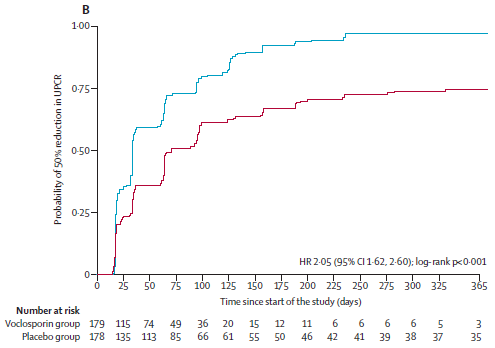 B
Probability of 50% reduction in UPCR
1·00
0·75
0·50
0·25
0
HR 2·05 (95% CI 1·62, 2·60); log-rank p<0·001
0 25 50 75 100 125 150 175 200 225 250 275 300 325 365
Time since start of the study (days)
Number at risk
Voclosporin group 179 115 74 49 36 20 15 12 11 6 6 6 6 5 3
Placebo group 178 135 113 85 66 61 55 50 46 42 41 39 38 37 35